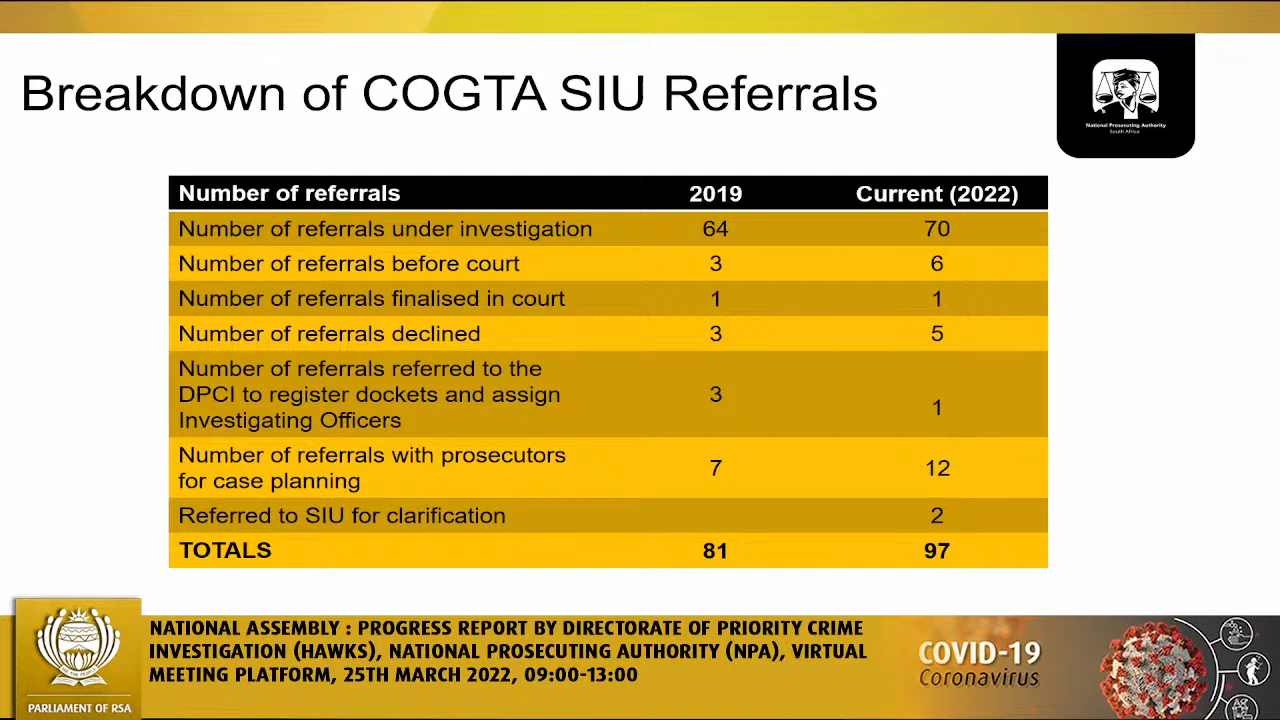 Breakdown of COGTA SIU Referrals
National Prosecuting Authority
South Africa
Number of referrals 2019 Current (2022)
Number of referrals under investigation 64 70
Number of referrals before court 3 6
Number of referrals finalised in court 1 1
Number of referrals declined 3 5
Number of referrals referred to the
DPCI to register dockets and assign 3
Investigating Officers 1
Number of referrals with prosecutors
for case planning 7 12
Referred to SIU for clarification 2
TOTALS 81 97
NATIONAL ASSEMBLY : PROGRESS REPORT BY DIRECTORATE OF PRIORITY CRIME
INVESTIGATION (HAWKS), NATIONAL PROSECUTING AUTHORITY (NPA), VIRTUAL
MEETING PLATFORM, 25TH MARCH 2022, 09:00-13:00
PARLIAMENT OF RSA
COVID-19
Coronavirus